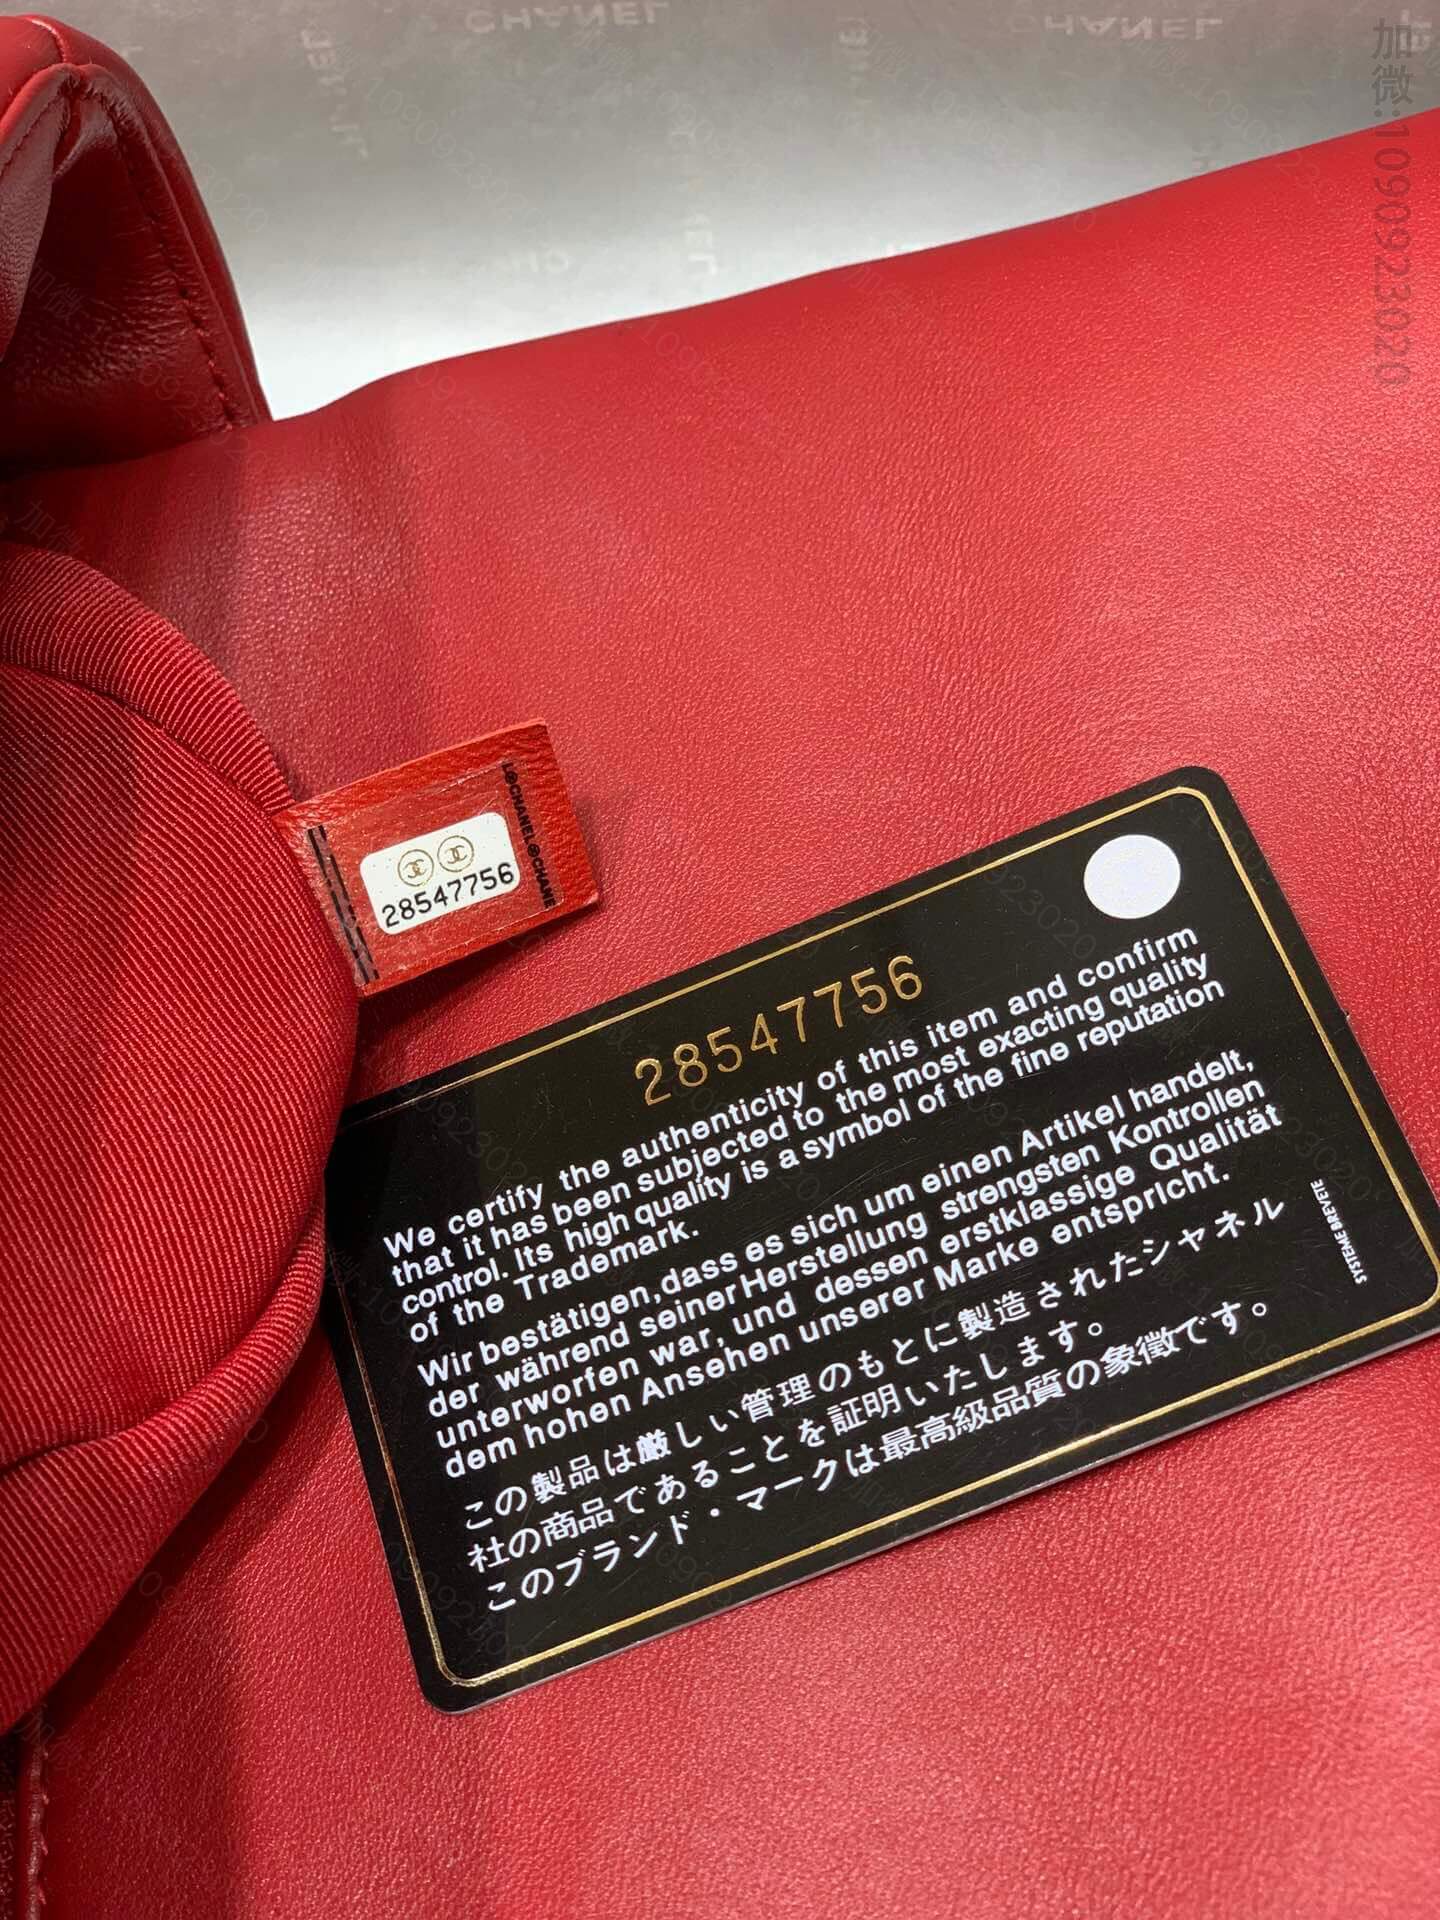 CHANEL
CHANEL
加微:1090923020
L CHANEL CHANE
28547756
28547756
We certify the authenticity of this item and confirm
that it has been subjected to the most exacting quality
control. Its high quality is a symbol of the fine reputation
of the Trademark.
Wir bestätigen, dass es sich um einen Artikel handelt,
der während seiner Herstellung strengsten Kontrollen
unterworfen war, und dessen erstklassige Qualität
dem hohen Ansehen unserer Marke entspricht.
この製品は厳しい管理のもとに製造されたシャネル
社の商品であることを証明いたします。
このブランド・マークは最高級品質の象徴です。
SYSTEME BREVETE